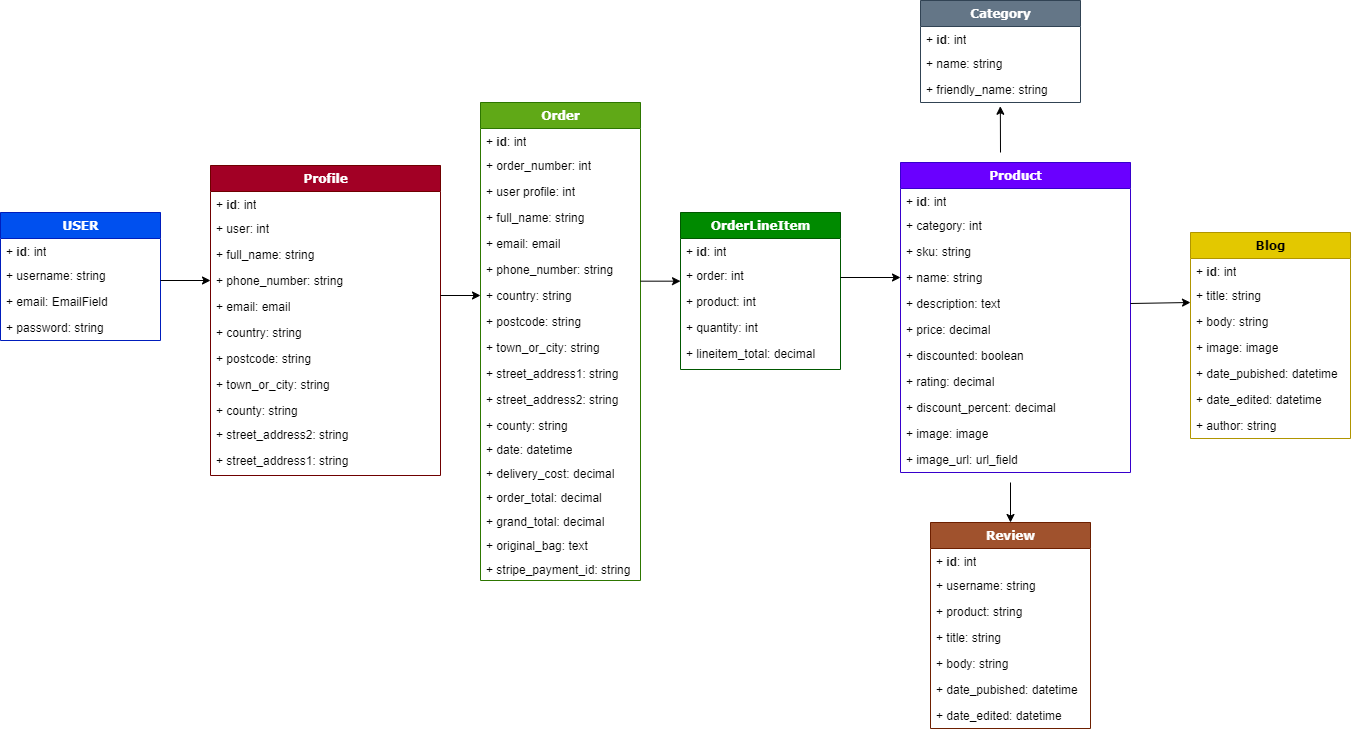 USER
+ id: int
+ username: string
+ email: EmailField
+ password: string
Profile
+ id: int
+ user: int
+ full_name: string
+ phone_number: string
+ email: email
+ country: string
+ postcode: string
+ town_or_city: string
+ county: string
+ street_address2: string
+ street_address1: string
Order
+ id: int
+ order_number: int
+ user profile: int
+ full_name: string
+ email: email
+ phone_number: string
+ country: string
+ postcode: string
+ town_or_city: string
+ street_address1: string
+ street_address2: string
+ county: string
+ date: datetime
+ delivery_cost: decimal
+ order_total: decimal
+ grand_total: decimal
+ original_bag: text
+ stripe_payment_id: string
OrderLineItem
+ id: int
+ order: int
+ product: int
+ quantity: int
+ lineitem_total: decimal
Category
+ id: int
+ name: string
+ friendly_name: string
Product
+ id: int
+ category: int
+ sku: string
+ name: string
+ description: text
+ price: decimal
+ discounted: boolean
+ rating: decimal
+ discount_percent: decimal
+ image: image
+ image_url: url_field
Review
+ id: int
+ username: string
+ product: string
+ title: string
+ body: string
+ date_pubished: datetime
+ date_edited: datetime
Blog
+ id: int
+ title: string
+ body: string
+ image: image
+ date_pubished: datetime
+ date_edited: datetime
+ author: string